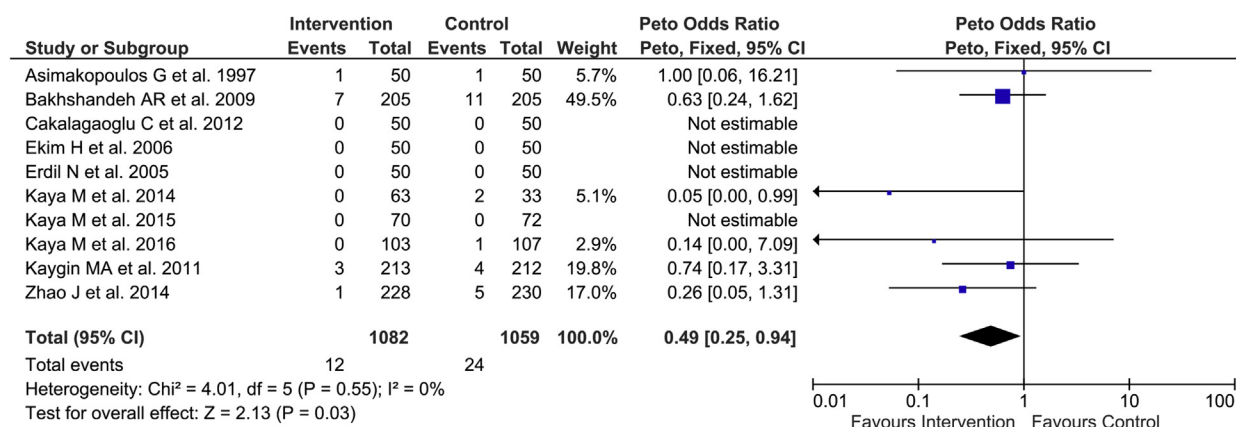 Intervention Control Peto Odds Ratio Peto Odds Ratio
Study or Subgroup Events Total Events Total Weight Peto, Fixed, 95% CI Peto, Fixed, 95% CI
Asimakopoulos G et al. 1997 1 50 1 50 5.7% 1.00 [0.06, 16.21]
Bakhshandeh AR et al. 2009 7 205 11 205 49.5% 0.63 [0.24, 1.62]
Cakalagaoglu C et al. 2012 0 50 0 50 Not estimable
Ekim H et al. 2006 0 50 0 50 Not estimable
Erdil N et al. 2005 0 50 0 50 Not estimable
Kaya M et al. 2014 0 63 2 33 5.1% 0.05 [0.00, 0.99]
Kaya M et al. 2015 0 70 0 72 Not estimable
Kaya M et al. 2016 0 103 1 107 2.9% 0.14 [0.00, 7.09]
Kaygin MA et al. 2011 3 213 4 212 19.8% 0.74 [0.17, 3.31]
Zhao J et al. 2014 1 228 5 230 17.0% 0.26 [0.05, 1.31]
Total (95% CI) 1082 1059 100.0% 0.49 [0.25, 0.94]
Total events 12 24
Heterogeneity: Chi² = 4.01, df = 5 (P = 0.55); I² = 0%
Test for overall effect: Z = 2.13 (P = 0.03)
0.01 0.1 1 10 100
Favours Intervention Favours Control